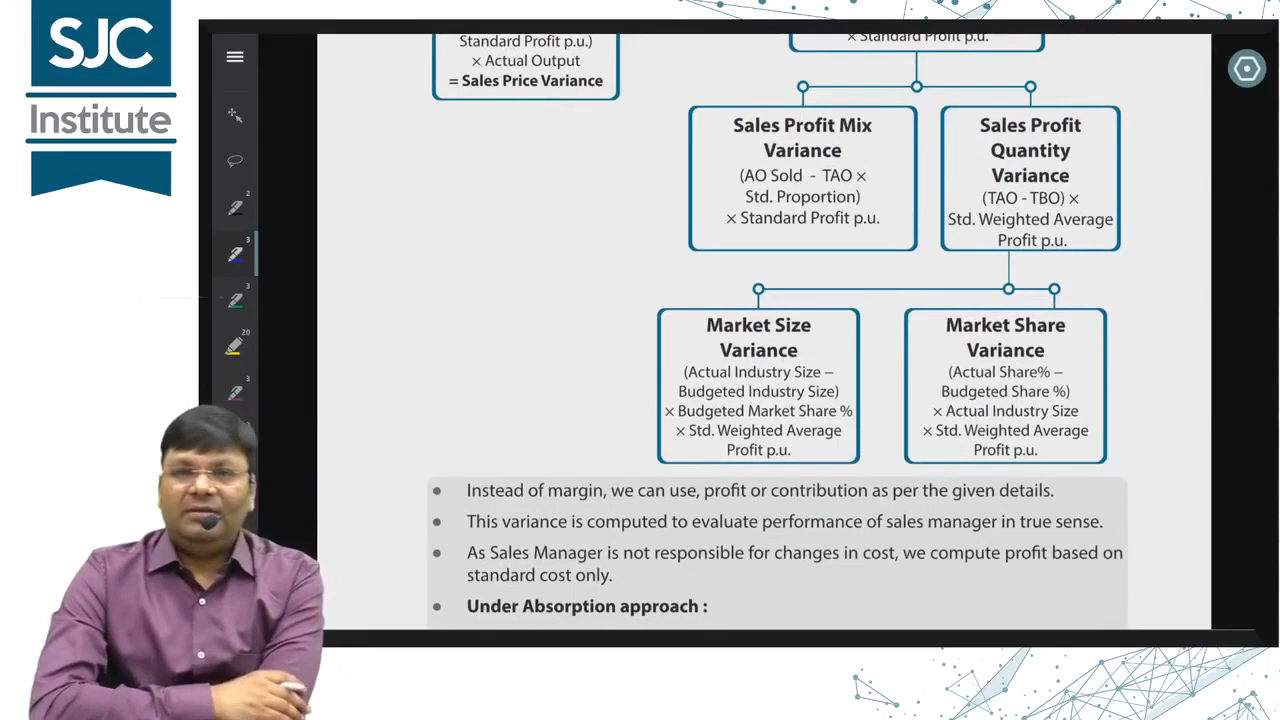 SJC
Institute
Standard Profit p.u.)
× Actual Output
= Sales Price Variance
× Standard Profit p.u.
Sales Profit Mix
Variance
(AO Sold - TAO ×
Std. Proportion)
× Standard Profit p.u.
Sales Profit
Quantity
Variance
(TAO - TBO) ×
Std. Weighted Average
Profit p.u.
Market Size
Variance
(Actual Industry Size –
Budgeted Industry Size)
× Budgeted Market Share %
× Std. Weighted Average
Profit p.u.
Market Share
Variance
(Actual Share% –
Budgeted Share %)
× Actual Industry Size
× Std. Weighted Average
Profit p.u.
• Instead of margin, we can use, profit or contribution as per the given details.
• This variance is computed to evaluate performance of sales manager in true sense.
• As Sales Manager is not responsible for changes in cost, we compute profit based on
standard cost only.
• Under Absorption approach :
2
3
3
20
3